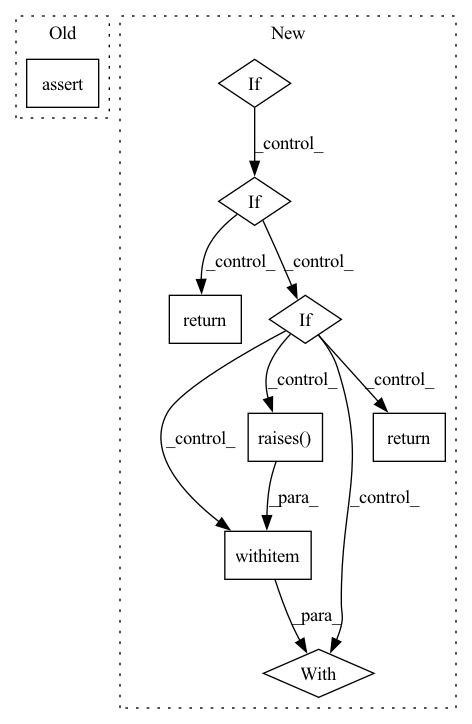 Old
New
assert
If
_control_
If
_control_
_control_
return
If
_control_
_control_
_control_
raises()
return
_para_
_control_
withitem
_para_
With